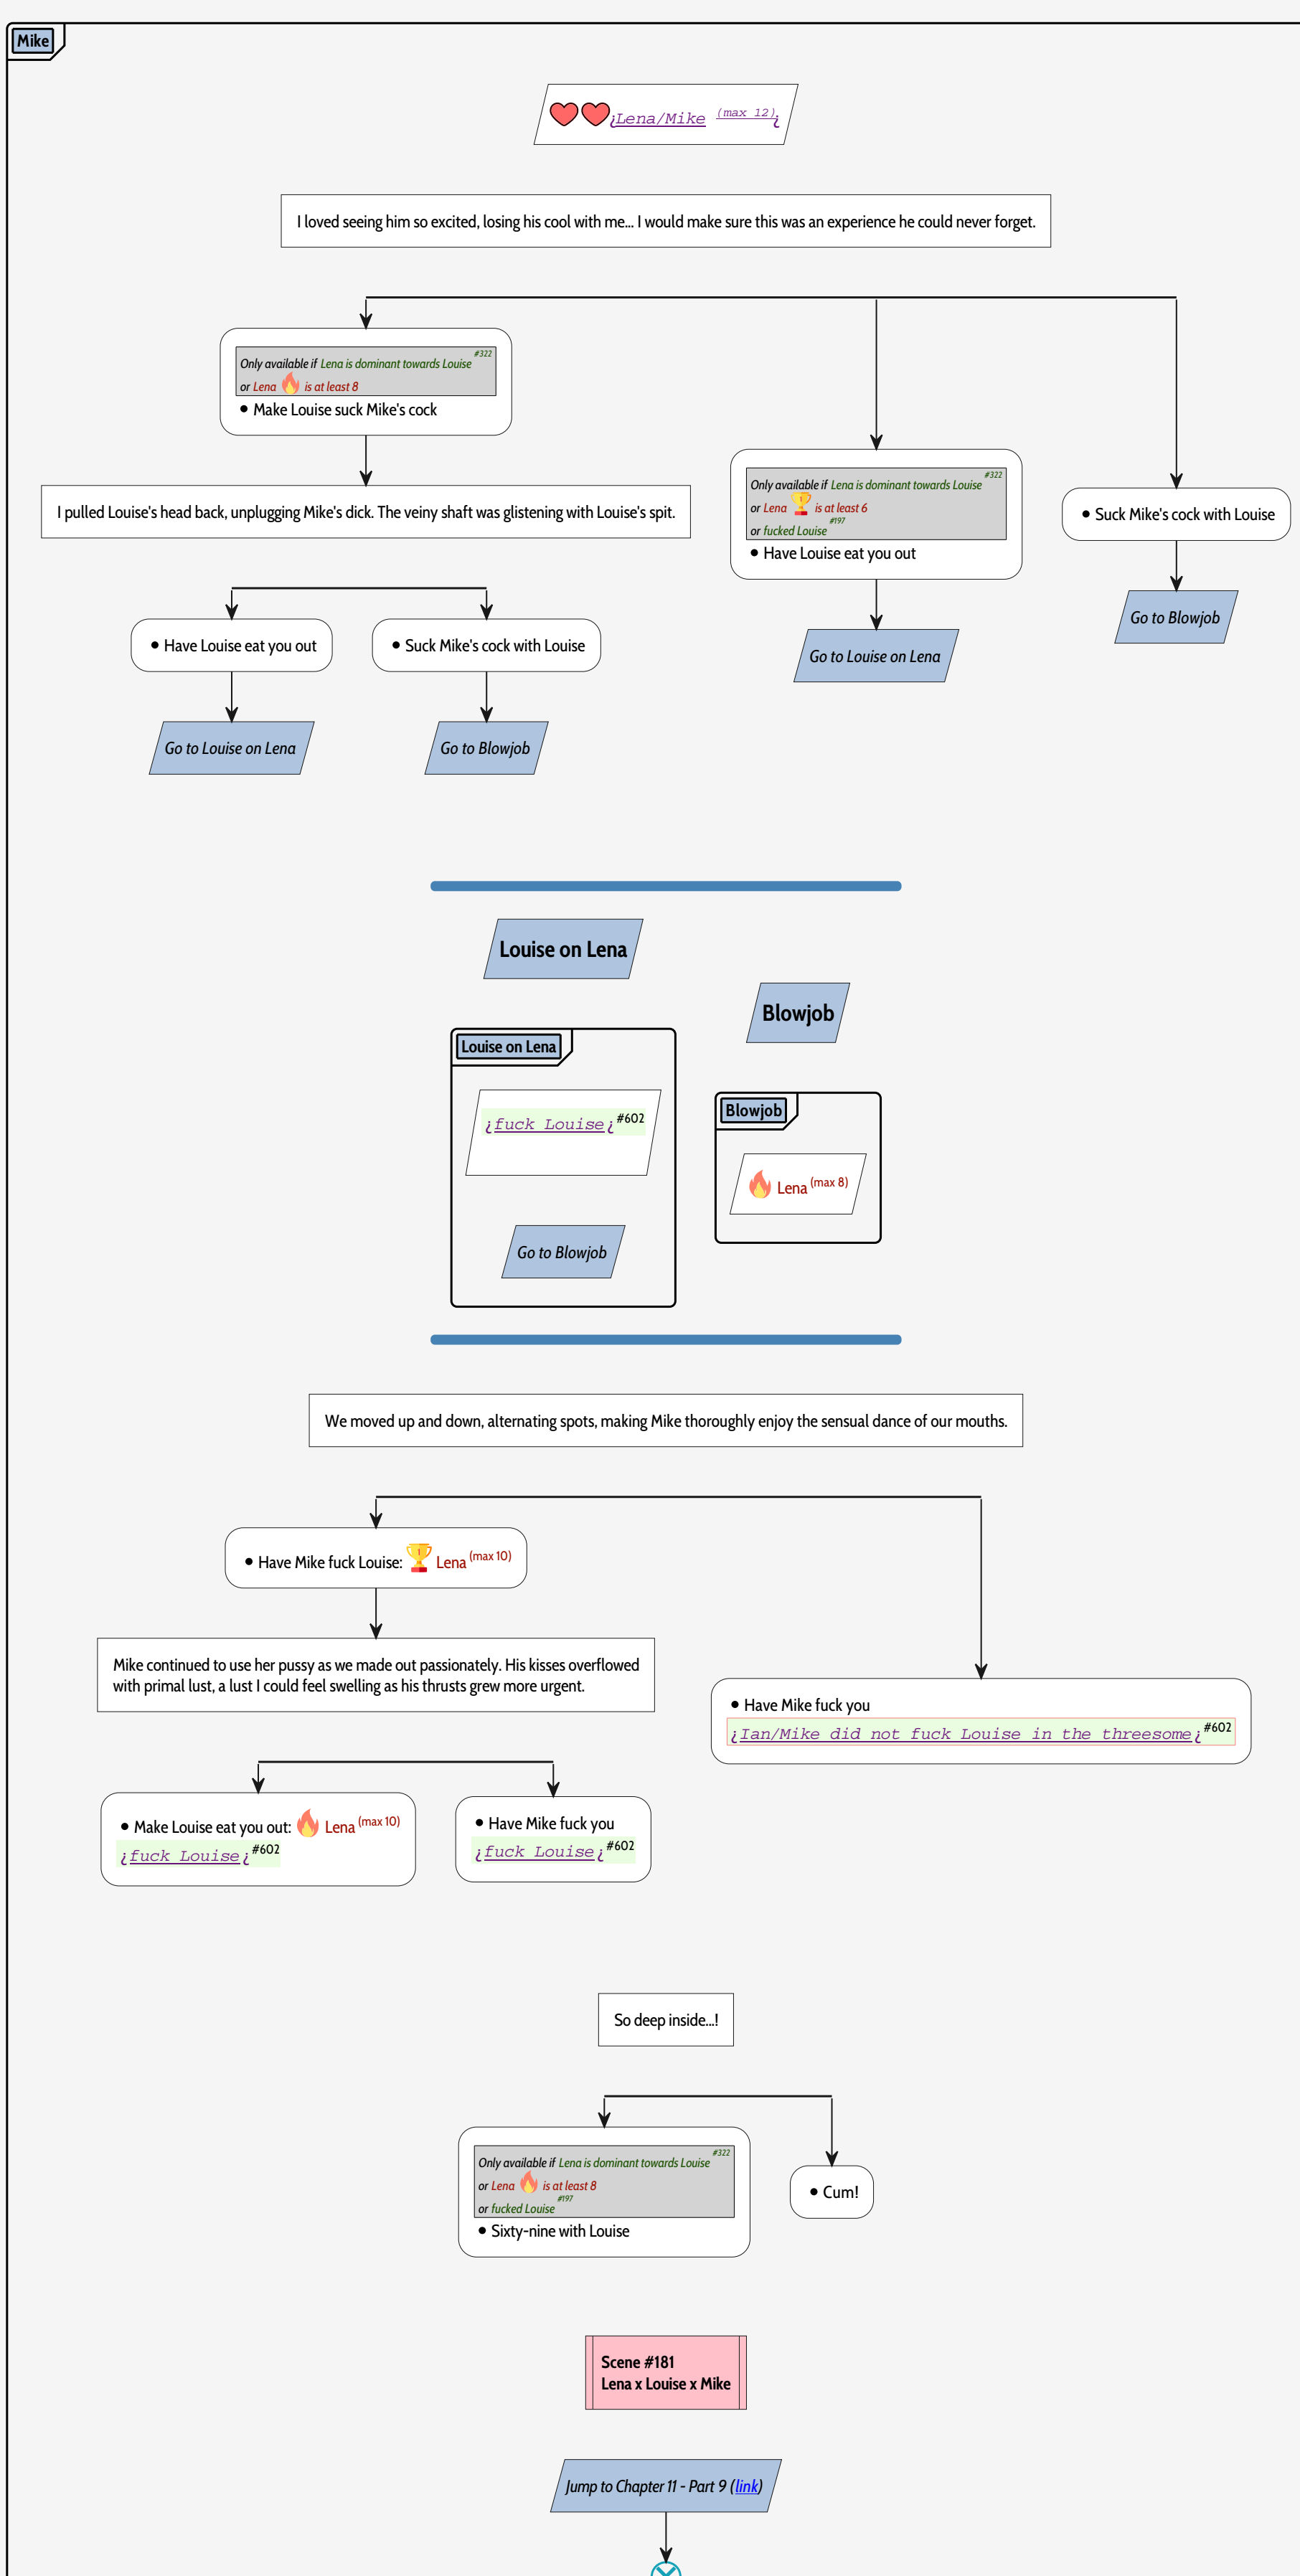 Mike
¿Lena/Mike (max 12)¿
I loved seeing him so excited, losing his cool with me... I would make sure this was an experience he could never forget.
Only available if Lena is dominant towards Louise #322
or Lena 🔥 is at least 8
• Make Louise suck Mike's cock
I pulled Louise's head back, unplugging Mike's dick. The veiny shaft was glistening with Louise's spit.
• Have Louise eat you out
Go to Louise on Lena
• Suck Mike's cock with Louise
Go to Blowjob
Only available if Lena is dominant towards Louise #322
or Lena 🏆 is at least 6
or fucked Louise #197
• Have Louise eat you out
Go to Louise on Lena
• Suck Mike's cock with Louise
Go to Blowjob
Louise on Lena
Louise on Lena
¿fuck Louise¿ #602
Go to Blowjob
Blowjob
Blowjob
🔥 Lena (max 8)
We moved up and down, alternating spots, making Mike thoroughly enjoy the sensual dance of our mouths.
• Have Mike fuck Louise: 🏆 Lena (max 10)
Mike continued to use her pussy as we made out passionately. His kisses overflowed
with primal lust, a lust I could feel swelling as his thrusts grew more urgent.
• Make Louise eat you out: 🔥 Lena (max 10)
¿fuck Louise¿ #602
• Have Mike fuck you
¿fuck Louise¿ #602
• Have Mike fuck you
¿Ian/Mike did not fuck Louise in the threesome¿ #602
So deep inside...!
Only available if Lena is dominant towards Louise #322
or Lena 🔥 is at least 8
or fucked Louise #197
• Sixty-nine with Louise
• Cum!
Scene #181
Lena x Louise x Mike
Jump to Chapter 11 - Part 9 (link)